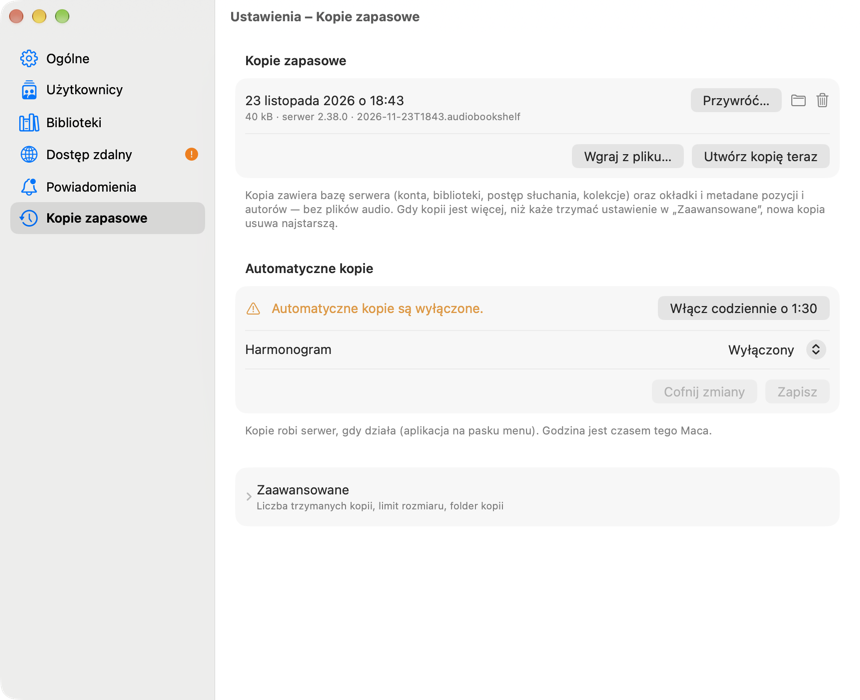 Ustawienia – Kopie zapasowe
Ogólne
Użytkownicy
Biblioteki
Dostęp zdalny
Powiadomienia
Kopie zapasowe
Kopie zapasowe
23 listopada 2026 o 18:43
40 kB · serwer 2.38.0 · 2026-11-23T1843.audiobookshelf
Przywróć...
Wgraj z pliku...
Utwórz kopię teraz
Kopia zawiera bazę serwera (konta, biblioteki, postęp słuchania, kolekcje) oraz okładki i metadane pozycji i
autorów — bez plików audio. Gdy kopii jest więcej, niż każe trzymać ustawienie w „Zaawansowane”, nowa kopia
usuwa najstarszą.
Automatyczne kopie
Automatyczne kopie są wyłączone.
Włącz codziennie o 1:30
Harmonogram
Wyłączony
Cofnij zmiany
Zapisz
Kopie robi serwer, gdy działa (aplikacja na pasku menu). Godzina jest czasem tego Maca.
Zaawansowane
Liczba trzymanych kopii, limit rozmiaru, folder kopii